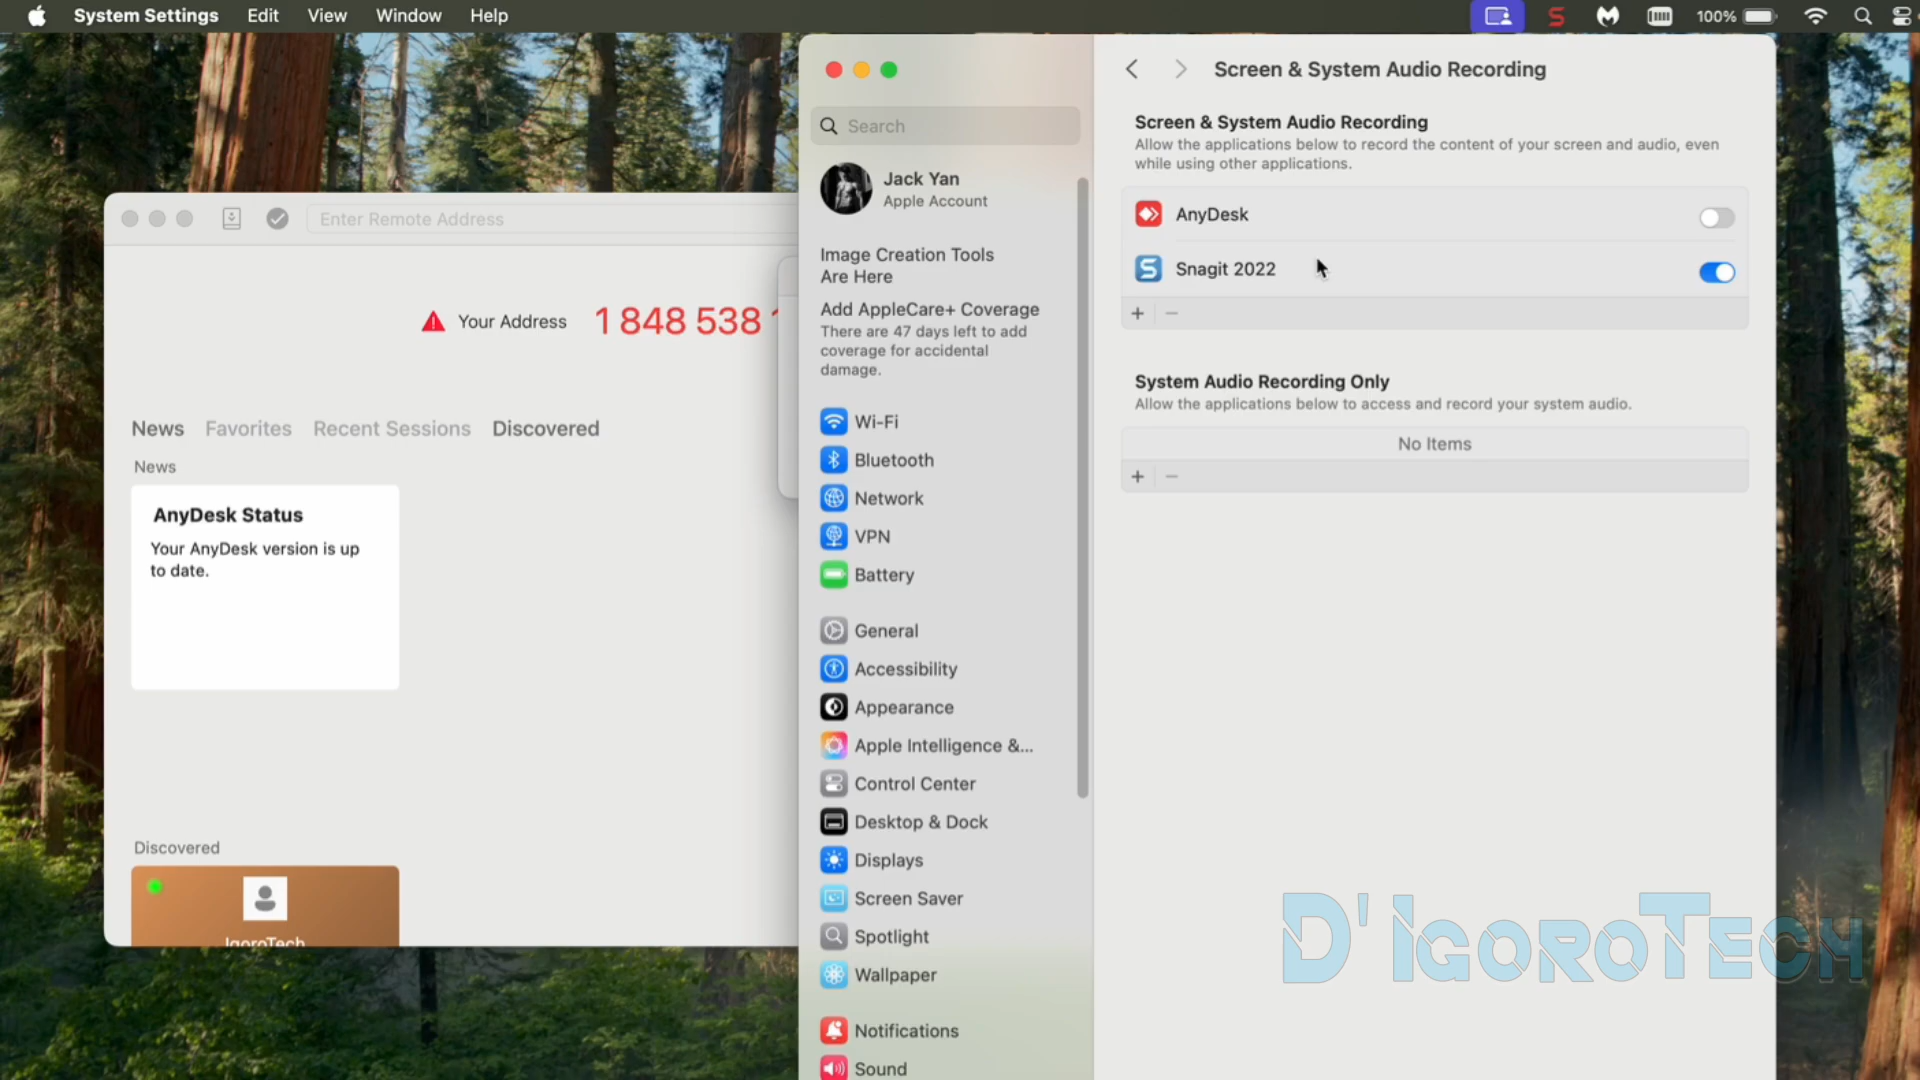 System Settings Edit View Window Help
100%
Enter Remote Address
Your Address 1 848 538
News Favorites Recent Sessions Discovered
News
AnyDesk Status
Your AnyDesk version is up
to date.
Discovered
IgoroTech
Search
Jack Yan
Apple Account
Image Creation Tools
Are Here
Add AppleCare+ Coverage
There are 47 days left to add
coverage for accidental
damage.
Wi-Fi
Bluetooth
Network
VPN
Battery
General
Accessibility
Appearance
Apple Intelligence &...
Control Center
Desktop & Dock
Displays
Screen Saver
Spotlight
Wallpaper
Notifications
Sound
Screen & System Audio Recording
Screen & System Audio Recording
Allow the applications below to record the content of your screen and audio, even
while using other applications.
AnyDesk
Snagit 2022
System Audio Recording Only
Allow the applications below to access and record your system audio.
No Items
D'IGOROTECH